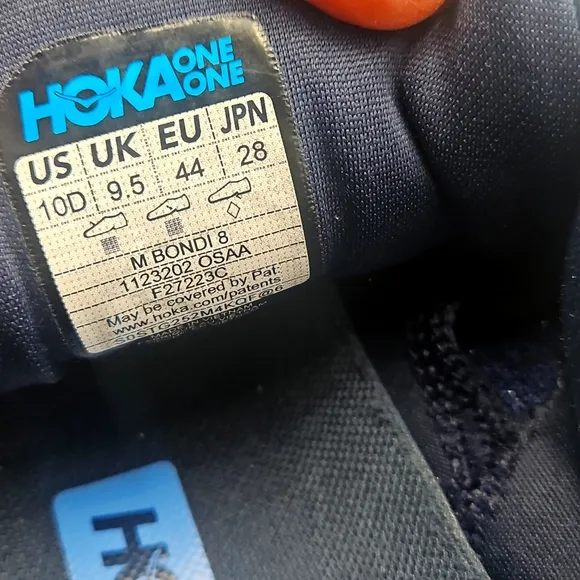 HOKA ONE ONE
US UK EU JPN
10D 9.5 44 28
M BONDI 8
1123202 OSAA
F27223C
May be covered by Pat.
www.hoka.com/patents
H